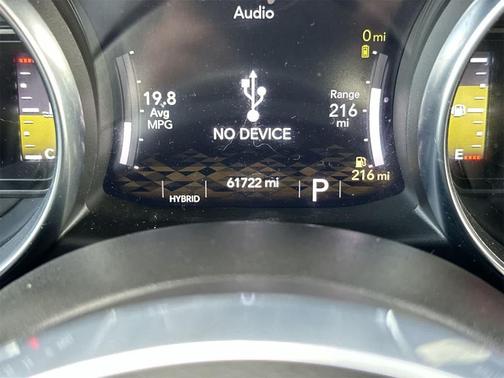 Audio
0 mi
19.8
Avg
MPG
Range
216
mi
NO DEVICE
C
E
216 mi
HYBRID
61722 mi
P